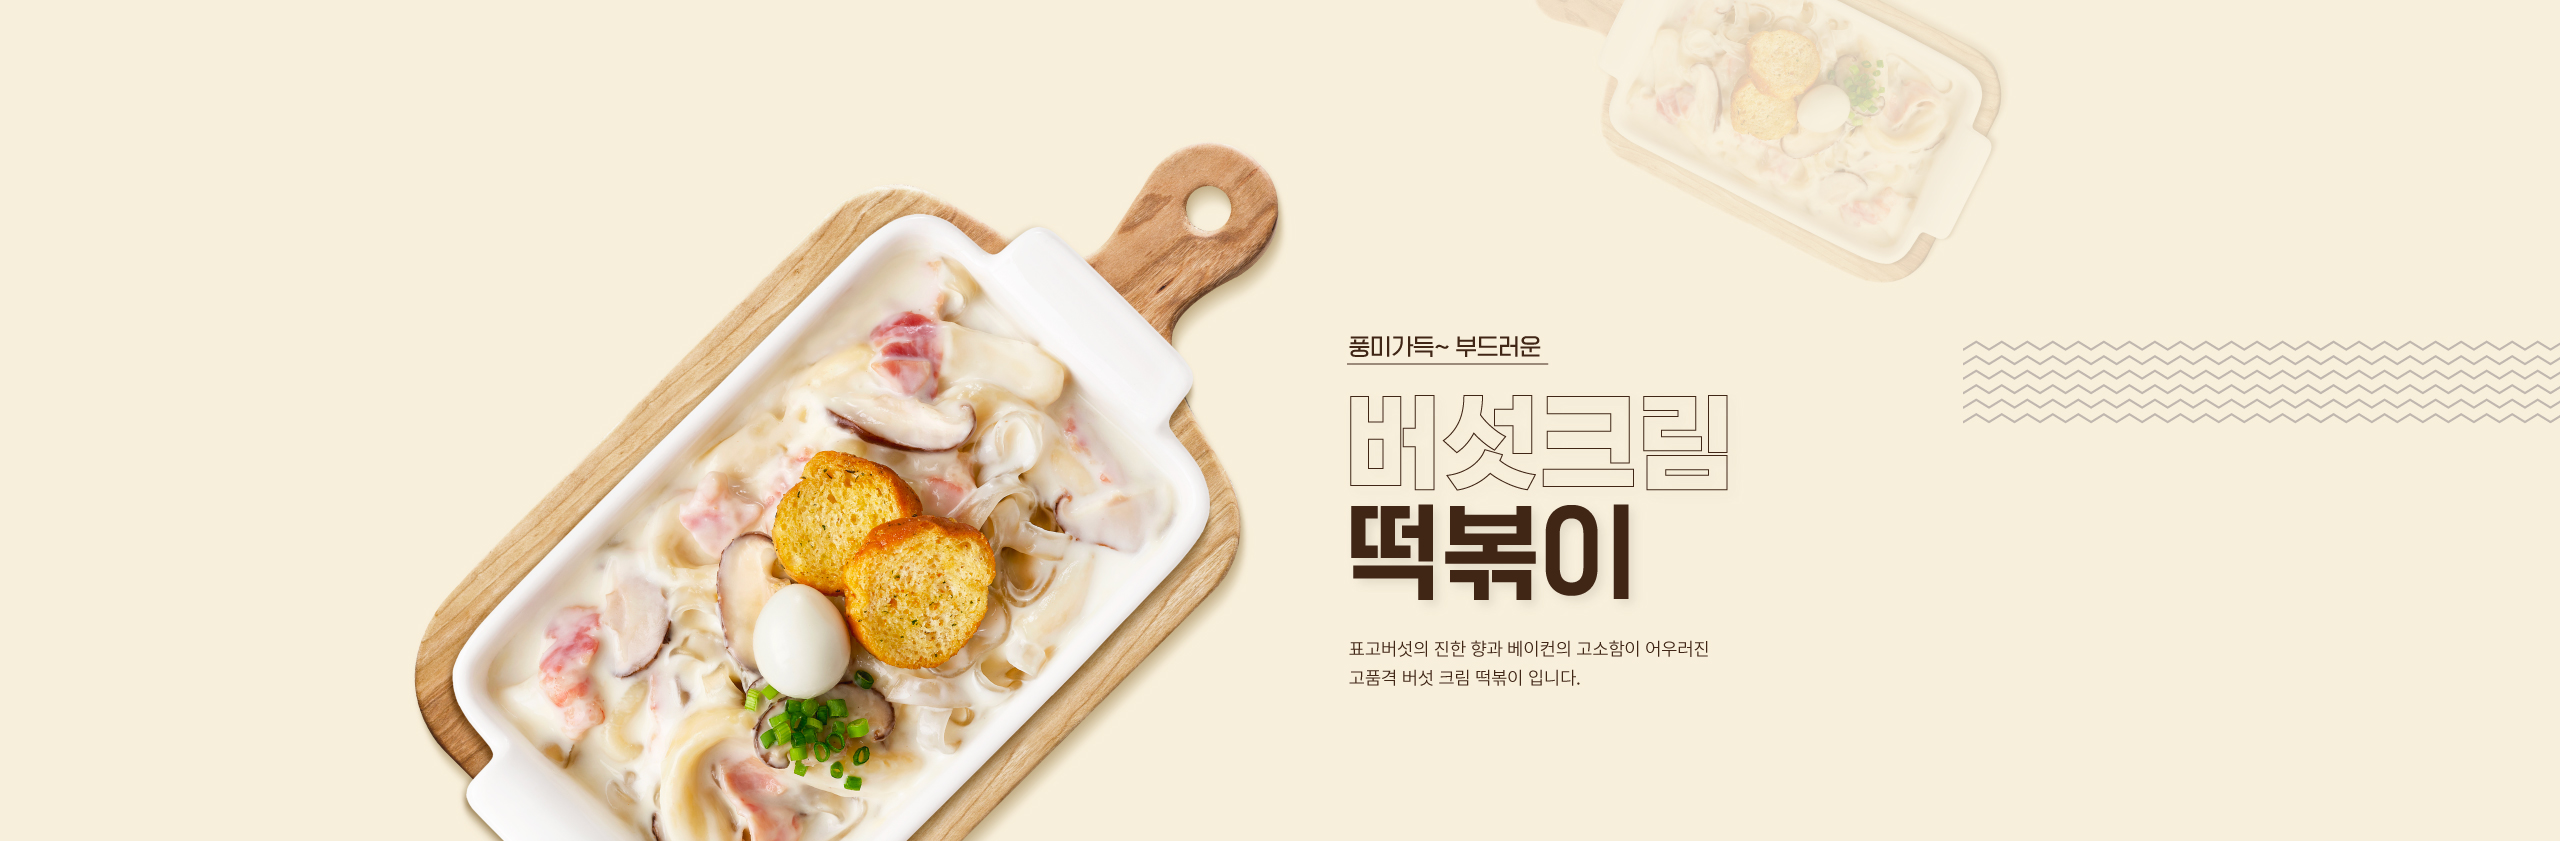 풍미가득~ 부드러운
버섯크림
떡볶이
표고버섯의 진한 향과 베이컨의 고소함이 어우러진
고품격 버섯 크림 떡볶이 입니다.